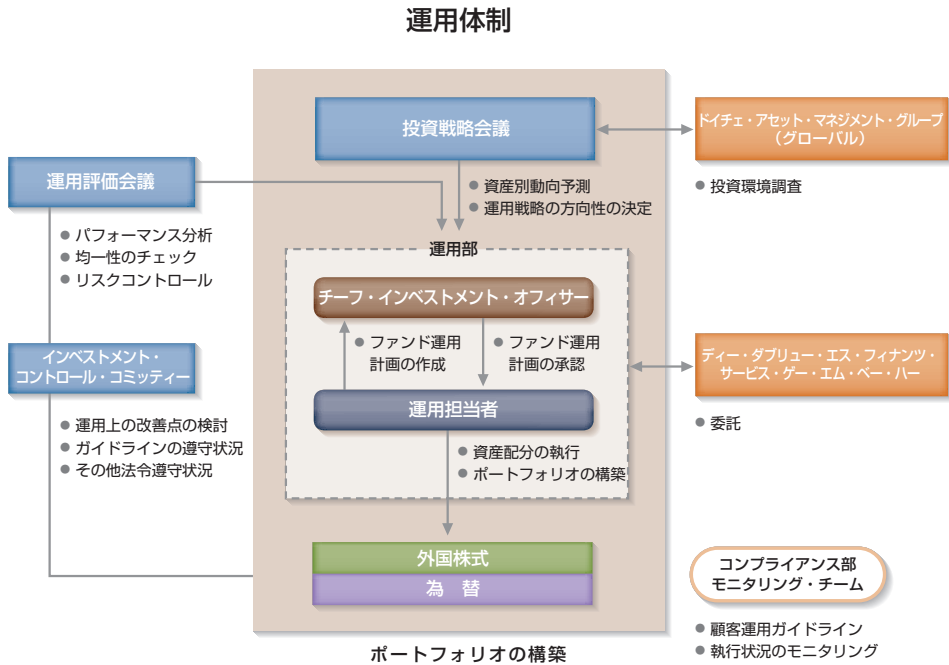 運用体制
投資戦略会議
ドイチェ・アセット・マネジメント・グループ
（グローバル）
● 投資環境調査
運用評価会議
● パフォーマンス分析
● 均一性のチェック
● リスクコントロール
● 資産別動向予測
● 運用戦略の方向性の決定
運用部
チーフ・インベストメント・オフィサー
● ファンド運用
計画の作成
● ファンド運用
計画の承認
運用担当者
インベストメント・
コントロール・コミッティー
● 運用上の改善点の検討
● ガイドラインの遵守状況
● その他法令遵守状況
ディー・ダブリュー・エス・フィナンツ・
サービス・ゲー・エム・ベー・ハー
● 委託
● 資産配分の執行
● ポートフォリオの構築
外国株式
為　替
コンプライアンス部
モニタリング・チーム
● 顧客運用ガイドライン
● 執行状況のモニタリング
ポートフォリオの構築